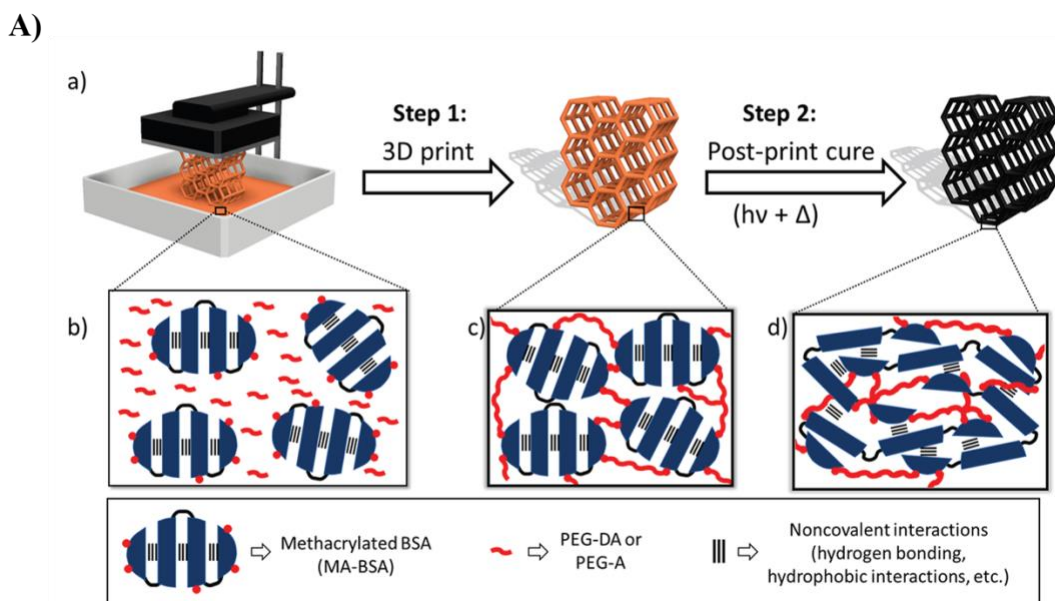 A)
a)
Step 1:
3D print
Step 2:
Post-print cure
(hν + Δ)
b)
c)
d)
Methacrylated BSA
(MA-BSA)
PEG-DA or
PEG-A
Noncovalent interactions
(hydrogen bonding,
hydrophobic interactions, etc.)